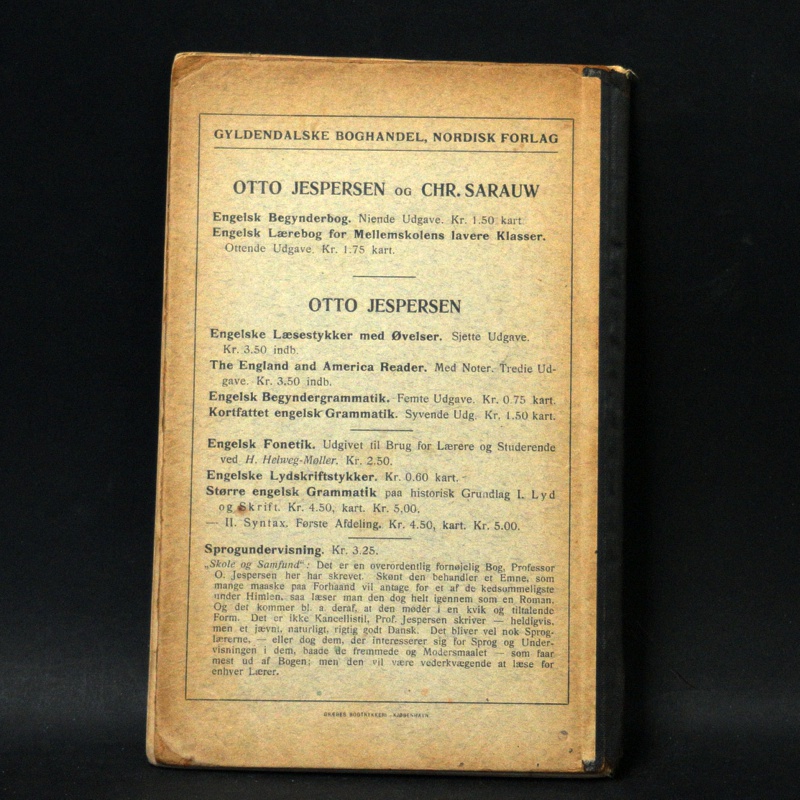 GYLDENDALSKE BOGHANDEL, NORDISK FORLAG
OTTO JESPERSEN OG CHR. SARAUW
Engelsk Begynderbog. Niende Udgave. Kr. 1.50 kart.
Engelsk Lærebog for Mellemskolens lavere Klasser.
Ottende Udgave. Kr. 1.75 kart.
OTTO JESPERSEN
Engelske Læsestykker med Øvelser. Sjette Udgave.
Kr. 3.50 indb.
The England and America Reader. Med Noter. Tredie Ud-
gave. Kr. 3.50 indb.
Engelsk Begyndergrammatik. Femte Udgave. Kr. 0.75 kart.
Kortfattet engelsk Grammatik. Syvende Udg. Kr. 1.50 kart.
Engelsk Fonetik. Udgivet til Brug for Lærere og Studerende
ved H. Helweg-Møller. Kr. 2.50.
Engelske Lydskriftstykker. Kr. 0.60 kart.
Større engelsk Grammatik paa historisk Grundlag I. Lyd
og Skrift. Kr. 4.50, kart. Kr. 5.00.
— II. Syntax. Første Afdeling. Kr. 4.50, kart. Kr. 5.00.
Sprogundervisning. Kr. 3.25.
„Skole og Samfund“: Det er en overordentlig fornøjelig Bog, Professor
O. Jespersen her har skrevet. Skønt den behandler et Emne, som
mange maaske paa Forhaand vil antage for et af de kedsommeligste
under Himlen, saa læser man den dog helt igennem som en Roman.
Og det kommer bl. a. deraf, at den møder i en kvik og tiltalende
Form. Det er ikke Kancellistil, Prof. Jespersen skriver — heldigvis.
men et jævnt, naturligt, rigtig godt Dansk. Det bliver vel nok Sprog-
lærerne, — eller dog dem, der interesserer sig for Sprog og Under-
visningen i dem, baade de fremmede og Modersmaalet — som faar
mest ud af Bogen; men den vil være vederkvægende at læse for
enhver Lærer.
GRÆBES BOGTRYKKERI - KJØBENHAVN